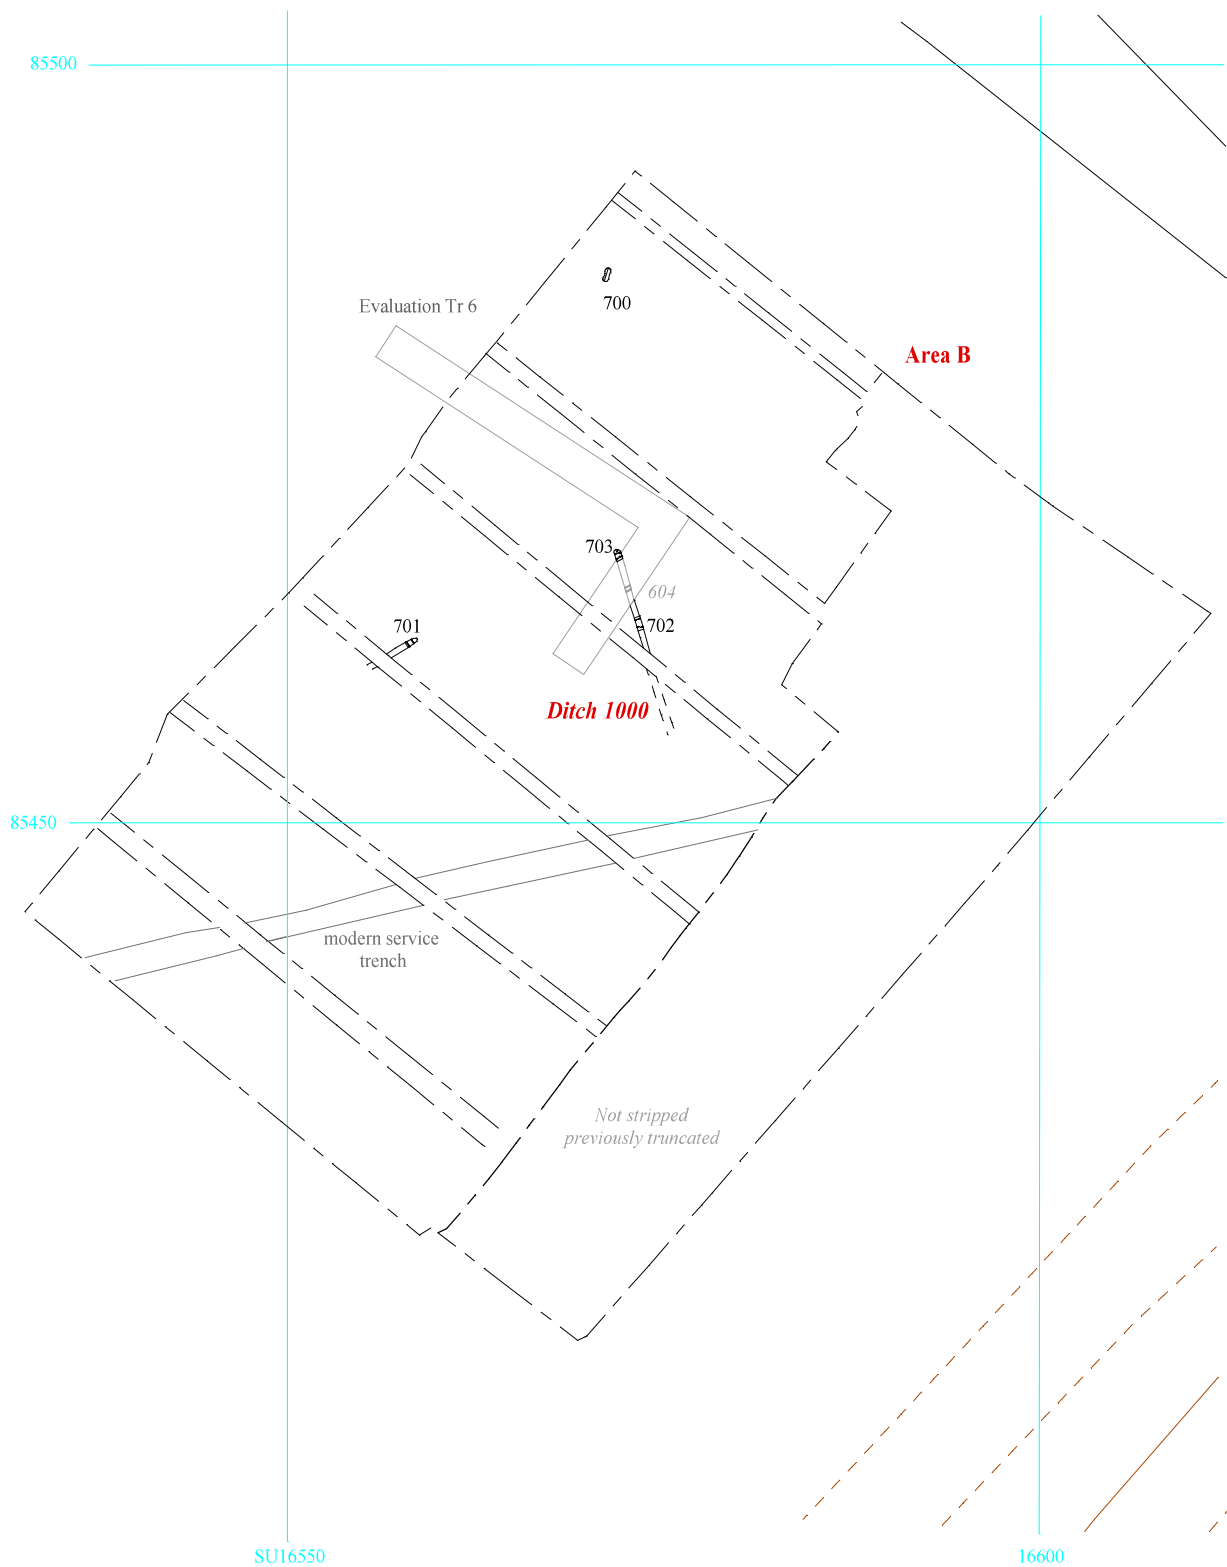 85500
700
Evaluation Tr 6
Area B
703
604
701
702
Ditch 1000
85450
modern service
trench
Not stripped
previously truncated
SU16550
16600